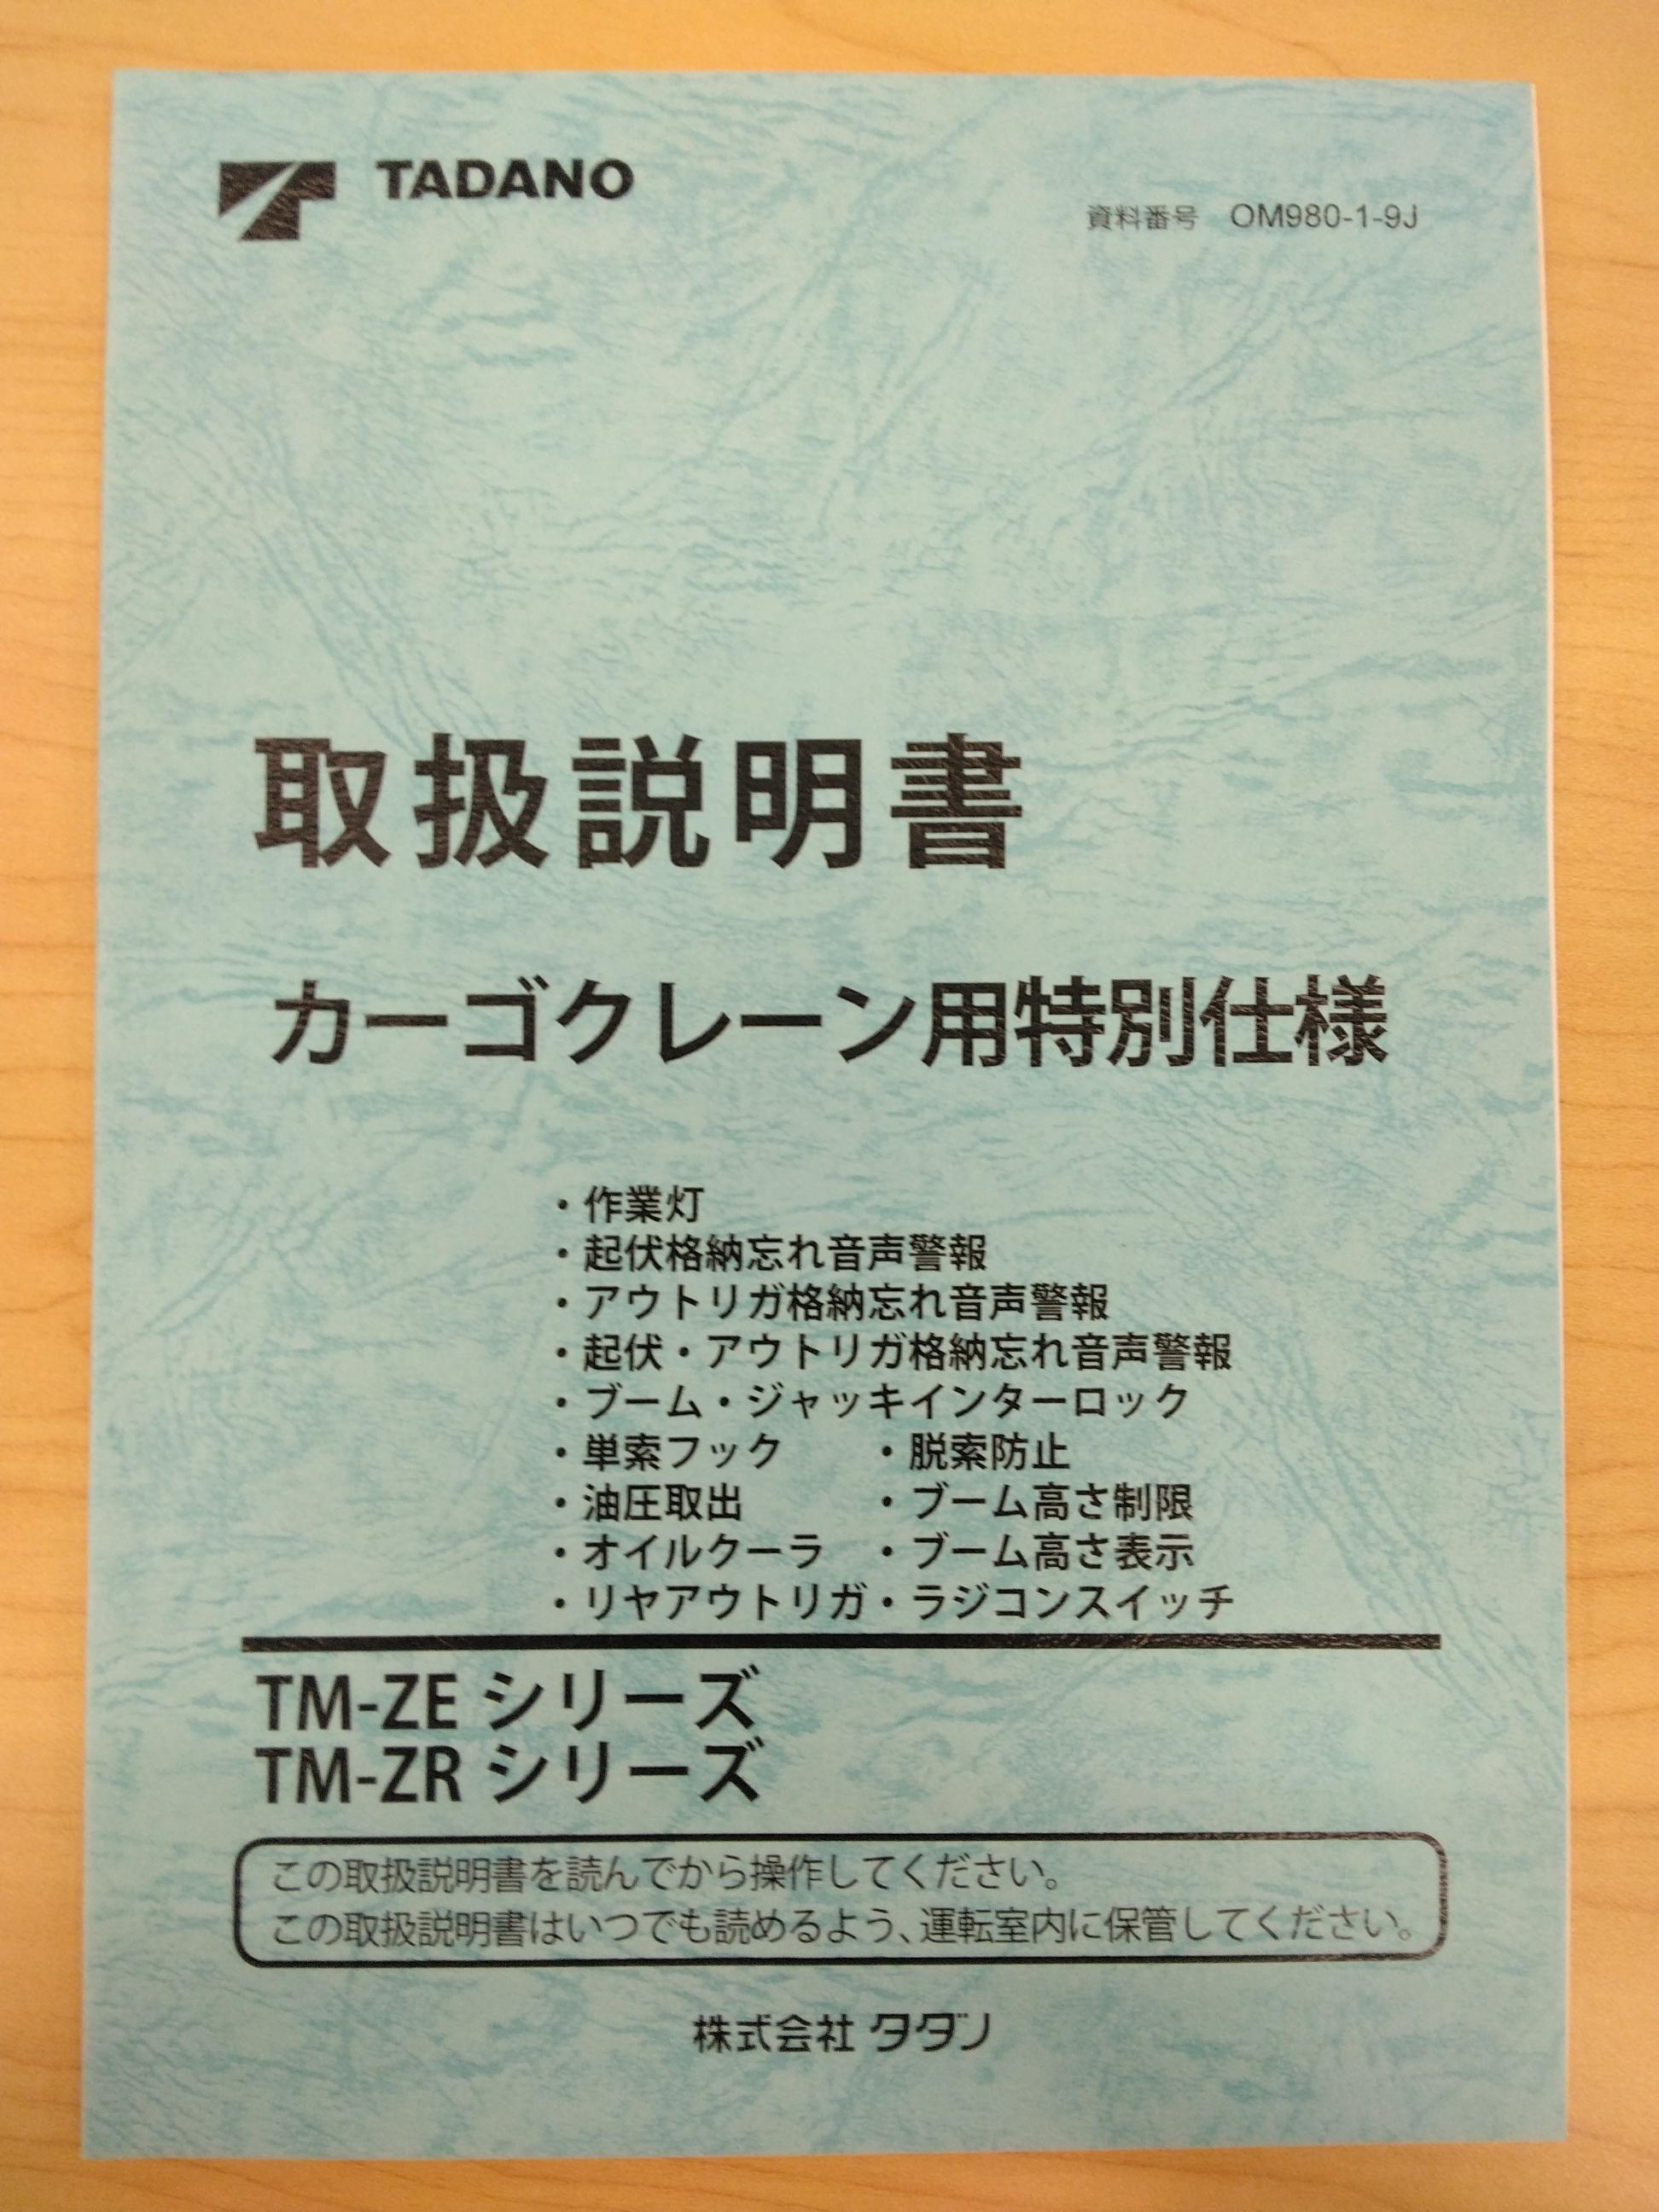 TADANO
資料番号 OM980-1-9J
取扱説明書
カーゴクレーン用特別仕様
・作業灯
・起伏格納忘れ音声警報
・アウトリガ格納忘れ音声警報
・起伏・アウトリガ格納忘れ音声警報
・ブーム・ジャッキインターロック
・単索フック ・脱索防止
・油圧取出 ・ブーム高さ制限
・オイルクーラ ・ブーム高さ表示
・リヤアウトリガ・ラジコンスイッチ
TM-ZE シリーズ
TM-ZR シリーズ
この取扱説明書を読んでから操作してください。
この取扱説明書はいつでも読めるよう、運転室内に保管してください。
株式会社 タダノ